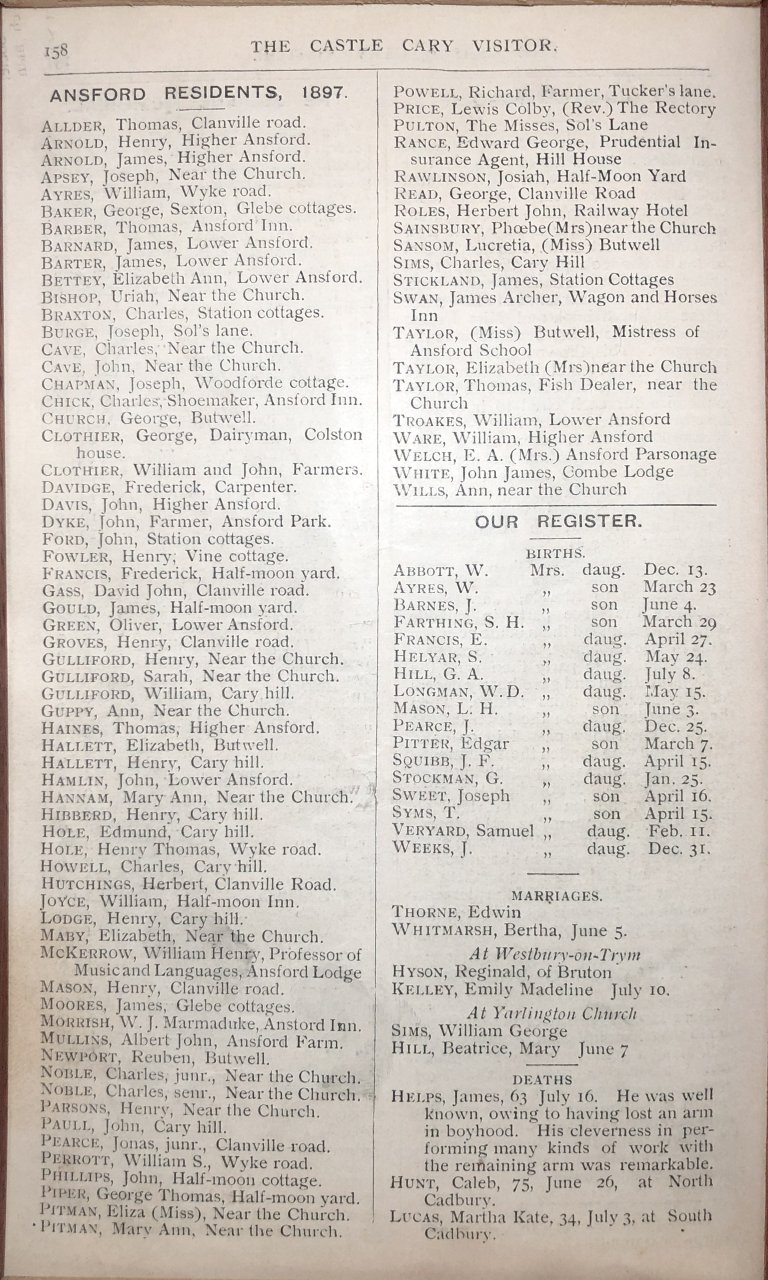 158
THE CASTLE CARY VISITOR.
ANSFORD RESIDENTS, 1897.
ALLDER, Thomas, Clanville road.
ARNOLD, Henry, Higher Ansford.
ARNOLD, James, Higher Ansford.
APSEY, Joseph, Near the Church.
AYRES, William, Wyke road.
BAKER, George, Sexton, Glebe cottages.
BARBER, Thomas, Ansford Inn.
BARNARD, James, Lower Ansford.
BARTER, James, Lower Ansford.
BETTEY, Elizabeth Ann, Lower Ansford.
BISHOP, Uriah, Near the Church.
BRAXTON, Charles, Station cottages.
BURGE, Joseph, Sol's lane.
CAVE, Charles, Near the Church.
CAVE, John, Near the Church.
CHAPMAN, Joseph, Woodforde cottage.
CHICK, Charles, Shoemaker, Ansford Inn.
CHURCH, George, Butwell.
CLOTHIER, George, Dairyman, Colston
house.
CLOTHIER, William and John, Farmers.
DAVIDGE, Frederick, Carpenter.
DAVIS, John, Higher Ansford.
DYKE, John, Farmer, Ansford Park.
FORD, John, Station cottages.
FOWLER, Henry, Vine cottage.
FRANCIS, Frederick, Half-moon yard.
GASS, David John, Clanville road.
GOULD, James, Half-moon yard.
GREEN, Oliver, Lower Ansford.
GROVES, Henry, Clanville road.
GULLIFORD, Henry, Near the Church.
GULLIFORD, Sarah, Near the Church.
GULLIFORD, William, Cary hill.
GUPPY, Ann, Near the Church.
HAINES, Thomas, Higher Ansford.
HALLETT, Elizabeth, Butwell.
HALLETT, Henry, Cary hill.
HAMLIN, John, Lower Ansford.
HANNAM, Mary Ann, Near the Church.
HIBBERD, Henry, Cary hill.
HOLE, Edmund, Cary hill.
HOLE, Henry Thomas, Wyke road.
HOWELL, Charles, Cary hill.
HUTCHINGS, Herbert, Clanville Road.
JOYCE, William, Half-moon Inn.
LODGE, Henry, Cary hill.
MABY, Elizabeth, Near the Church.
MCKERROW, William Henry, Professor of
Music and Languages, Ansford Lodge
MASON, Henry, Clanville road.
MOORES, James, Glebe cottages.
MORRISH, W. J. Marmaduke, Ansford Inn.
MULLINS, Albert John, Ansford Farm.
NEWPORT, Reuben, Butwell.
NOBLE, Charles, junr., Near the Church.
NOBLE, Charles, senr., Near the Church.
PARSONS, Henry, Near the Church.
PAULL, John, Cary hill.
PEARCE, Jonas, junr., Clanville road.
PERROTT, William S., Wyke road.
PHILLIPS, John, Half-moon cottage.
PIPER, George Thomas, Half-moon yard.
PITMAN, Eliza (Miss), Near the Church.
PITMAN, Mary Ann, Near the Church.
POWELL, Richard, Farmer, Tucker's lane.
PRICE, Lewis Colby, (Rev.) The Rectory
PULTON, The Misses, Sol's Lane
RANCE, Edward George, Prudential In-
surance Agent, Hill House
RAWLINSON, Josiah, Half-Moon Yard
READ, George, Clanville Road
ROLES, Herbert John, Railway Hotel
SAINSBURY, Phœbe(Mrs)near the Church
SANSOM, Lucretia, (Miss) Butwell
SIMS, Charles, Cary Hill
STICKLAND, James, Station Cottages
SWAN, James Archer, Wagon and Horses
Inn
TAYLOR, (Miss) Butwell, Mistress of
Ansford School
TAYLOR, Elizabeth (Mrs)near the Church
TAYLOR, Thomas, Fish Dealer, near the
Church
TROAKES, William, Lower Ansford
WARE, William, Higher Ansford
WELCH, E. A. (Mrs.) Ansford Parsonage
WHITE, John James, Combe Lodge
WILLS, Ann, near the Church
OUR REGISTER.
BIRTHS.
ABBOTT, W. Mrs. daug. Dec. 13.
AYRES, W. ,, son March 23
BARNES, J. ,, son June 4.
FARTHING, S. H. ,, son March 29
FRANCIS, E. ,, daug. April 27.
HELYAR, S. ,, daug. May 24.
HILL, G. A. ,, daug. July 8.
LONGMAN, W. D. ,, daug. May 15.
MASON, L. H. ,, son June 3.
PEARCE, J. ,, daug. Dec. 25.
PITTER, Edgar ,, son March 7.
SQUIBB, J. F. ,, daug. April 15.
STOCKMAN, G. ,, daug. Jan. 25.
SWEET, Joseph ,, son April 16.
SYMS, T. ,, son April 15.
VERYARD, Samuel ,, daug. Feb. 11.
WEEKS, J. ,, daug. Dec. 31.
MARRIAGES.
THORNE, Edwin
WHITMARSH, Bertha, June 5.
At Westbury-on-Trym
HYSON, Reginald, of Bruton
KELLEY, Emily Madeline July 10.
At Yarlington Church
SIMS, William George
HILL, Beatrice, Mary June 7
DEATHS
HELPS, James, 63 July 16. He was well
known, owing to having lost an arm
in boyhood. His cleverness in per-
forming many kinds of work with
the remaining arm was remarkable.
HUNT, Caleb, 75, June 26, at North
Cadbury.
LUCAS, Martha Kate, 34, July 3, at South
Cadbury.